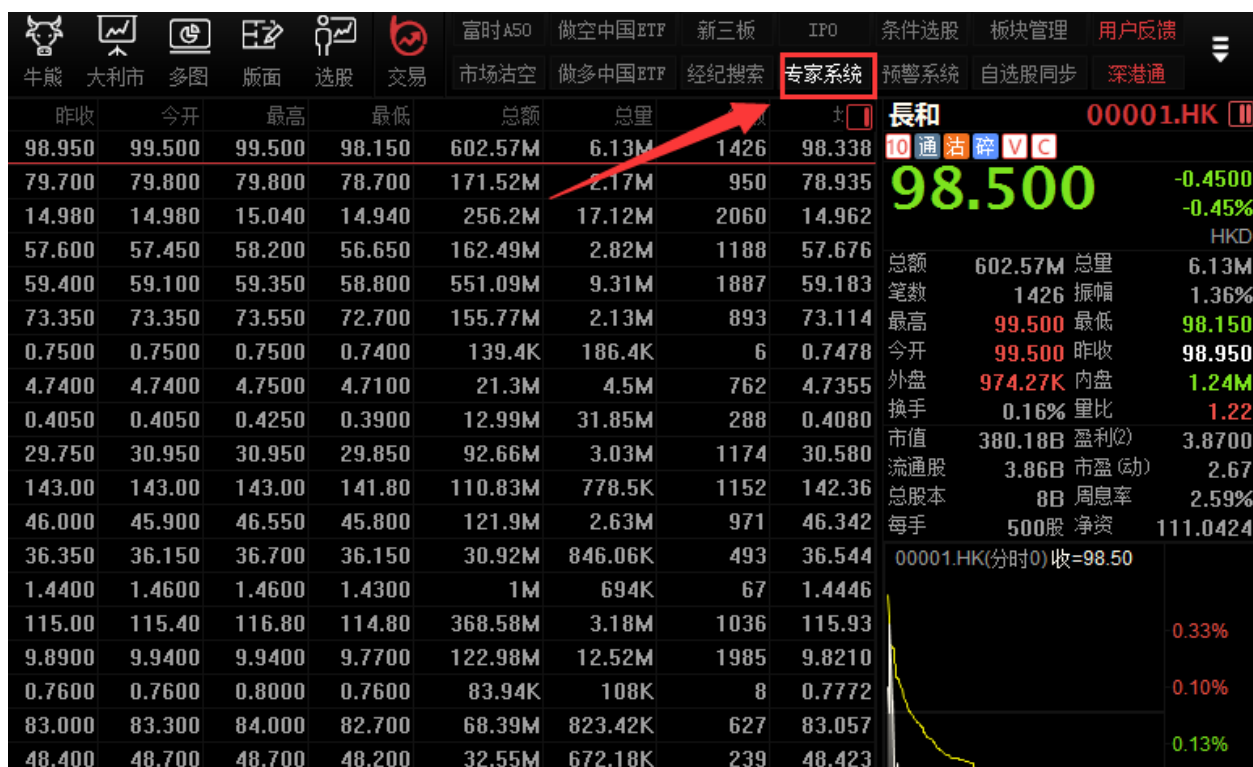 富时A50 做空中国ETF 新三板 IPO 条件选股 板块管理 用户反馈
牛熊 大利市 多图 版面 选股 交易 市场沽空 做多中国ETF 经纪搜索 专家系统 预警系统 自选股同步 深港通
昨收 今开 最高 最低 总额 总量
98.950 99.500 99.500 98.150 602.57M 6.13M 1426 98.338
79.700 79.800 79.800 78.700 171.52M 2.17M 950 78.935
14.980 14.980 15.040 14.940 256.2M 17.12M 2060 14.962
57.600 57.450 58.200 56.650 162.49M 2.82M 1188 57.676
59.400 59.100 59.350 58.800 551.09M 9.31M 1887 59.183
73.350 73.350 73.550 72.700 155.77M 2.13M 893 73.114
0.7500 0.7500 0.7500 0.7400 139.4K 186.4K 6 0.7478
4.7400 4.7400 4.7500 4.7100 21.3M 4.5M 762 4.7355
0.4050 0.4050 0.4250 0.3900 12.99M 31.85M 288 0.4080
29.750 30.950 30.950 29.850 92.66M 3.03M 1174 30.580
143.00 143.00 143.00 141.80 110.83M 778.5K 1152 142.36
46.000 45.900 46.550 45.800 121.9M 2.63M 971 46.342
36.350 36.150 36.700 36.150 30.92M 846.06K 493 36.544
1.4400 1.4600 1.4600 1.4300 1M 694K 67 1.4446
115.00 115.40 116.80 114.80 368.58M 3.18M 1036 115.93
9.8900 9.9400 9.9400 9.7700 122.98M 12.52M 1985 9.8210
0.7600 0.7600 0.8000 0.7600 83.94K 108K 8 0.7772
83.000 83.300 84.000 82.700 68.39M 823.42K 627 83.057
48.400 48.700 48.700 48.200 32.55M 672.18K 239 48.423
長和 00001.HK
10 通 沽 碎 V C
98.500 -0.4500
-0.45%
HKD
总额 602.57M 总量 6.13M
笔数 1426 振幅 1.36%
最高 99.500 最低 98.150
今开 99.500 昨收 98.950
外盘 974.27K 内盘 1.24M
换手 0.16% 量比 1.22
市值 380.18B 盈利(2) 3.8700
流通股 3.86B 市盈(动) 2.67
总股本 8B 周息率 2.59%
每手 500股 净资 111.0424
00001.HK(分时0) 收=98.50
0.33%
0.10%
0.13%